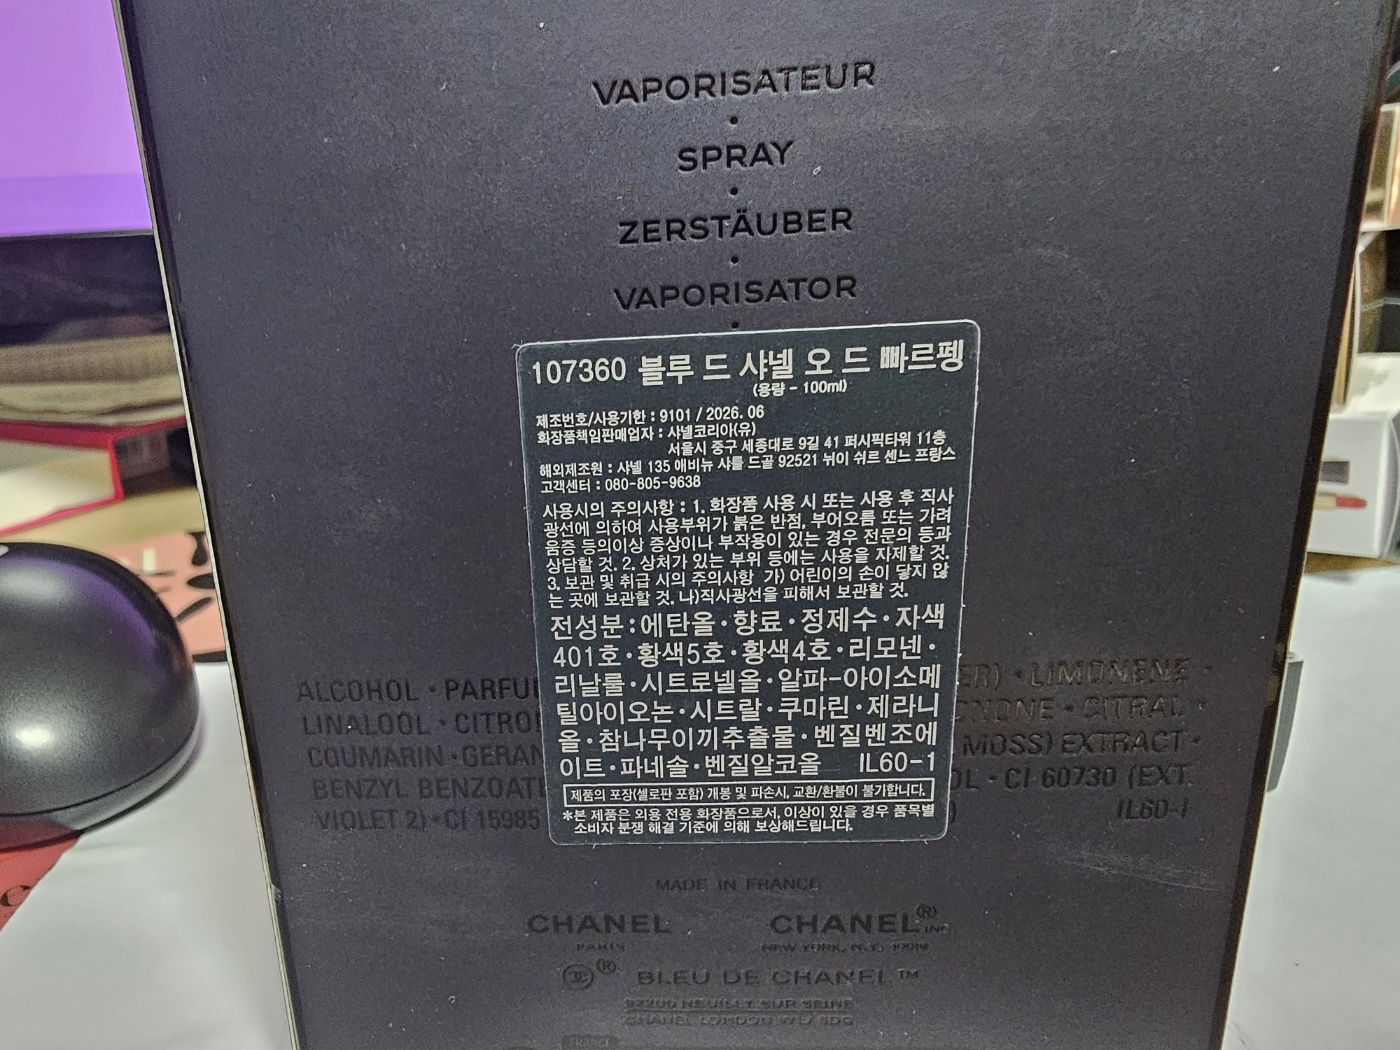 VAPORISATEUR
SPRAY
ZERSTÄUBER
VAPORISATOR
107360 블루 드 샤넬 오 드 빠르펭
(용량 - 100ml)
제조번호/사용기한 : 9101 / 2026. 06
화장품책임판매업자 : 샤넬코리아(유)
서울시 중구 세종대로 9길 41 퍼시픽타워 11층
해외제조원 : 샤넬 135 애비뉴 샤를 드골 92521 뉘이 쉬르 센느 프랑스
고객센터 : 080-805-9638
사용시의 주의사항 : 1. 화장품 사용 시 또는 사용 후 직사
광선에 의하여 사용부위가 붉은 반점, 부어오름 또는 가려
움증 등의이상 증상이나 부작용이 있는 경우 전문의 등과
상담할 것. 2. 상처가 있는 부위 등에는 사용을 자제할 것.
3. 보관 및 취급 시의 주의사항 가) 어린이의 손이 닿지 않
는 곳에 보관할 것. 나)직사광선을 피해서 보관할 것.
전성분:에탄올·향료·정제수·자색
401호·황색5호·황색4호·리모넨·
리날룰·시트로넬올·알파-아이소메
틸아이오논·시트랄·쿠마린·제라니
올·참나무이끼추출물·벤질벤조에
이트·파네솔·벤질알코올 IL60-1
제품의 포장(셀로판 포함) 개봉 및 파손시, 교환/환불이 불가합니다.
*본 제품은 외용 전용 화장품으로서, 이상이 있을 경우 품목별
소비자 분쟁 해결 기준에 의해 보상해드립니다.
ALCOHOL · PARFU ER) · LIMONENE ·
LINALOOL · CITRO ONONE · CITRAL ·
COUMARIN · GERAN MOSS) EXTRACT ·
BENZYL BENZOAT OL · CI 60730 (EXT.
VIOLET 2) · CI 15985 ) IL60-1
MADE IN FRANCE
CHANEL CHANEL(R) INC.
PARIS NEW YORK, N.Y. 10019
(R) BLEU DE CHANEL™
92200 NEUILLY SUR SEINE
CHANEL LONDON W1J 6DG
FRANCE